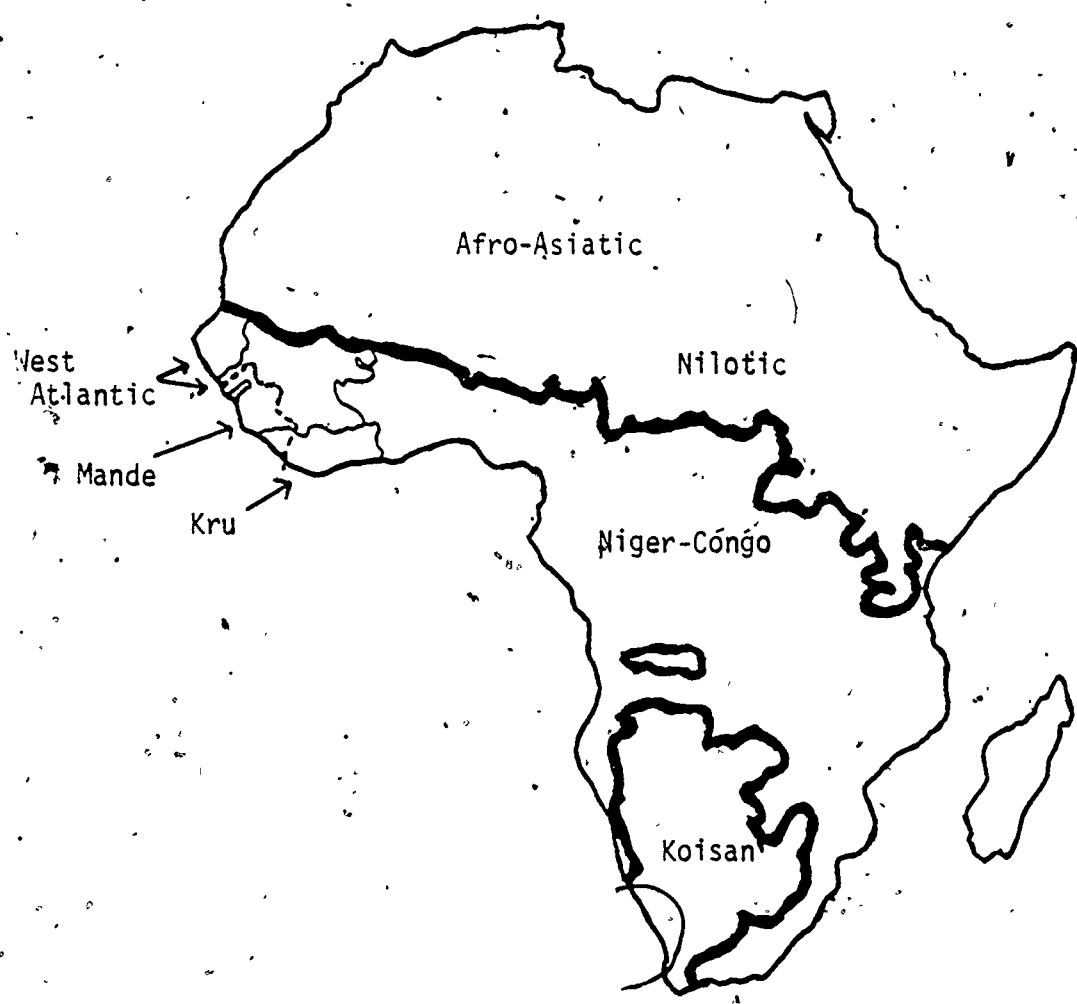 Afro-Asiatic
Nilotic
West
Atlantic
Mande
Kru
Niger-Congo
Koisan